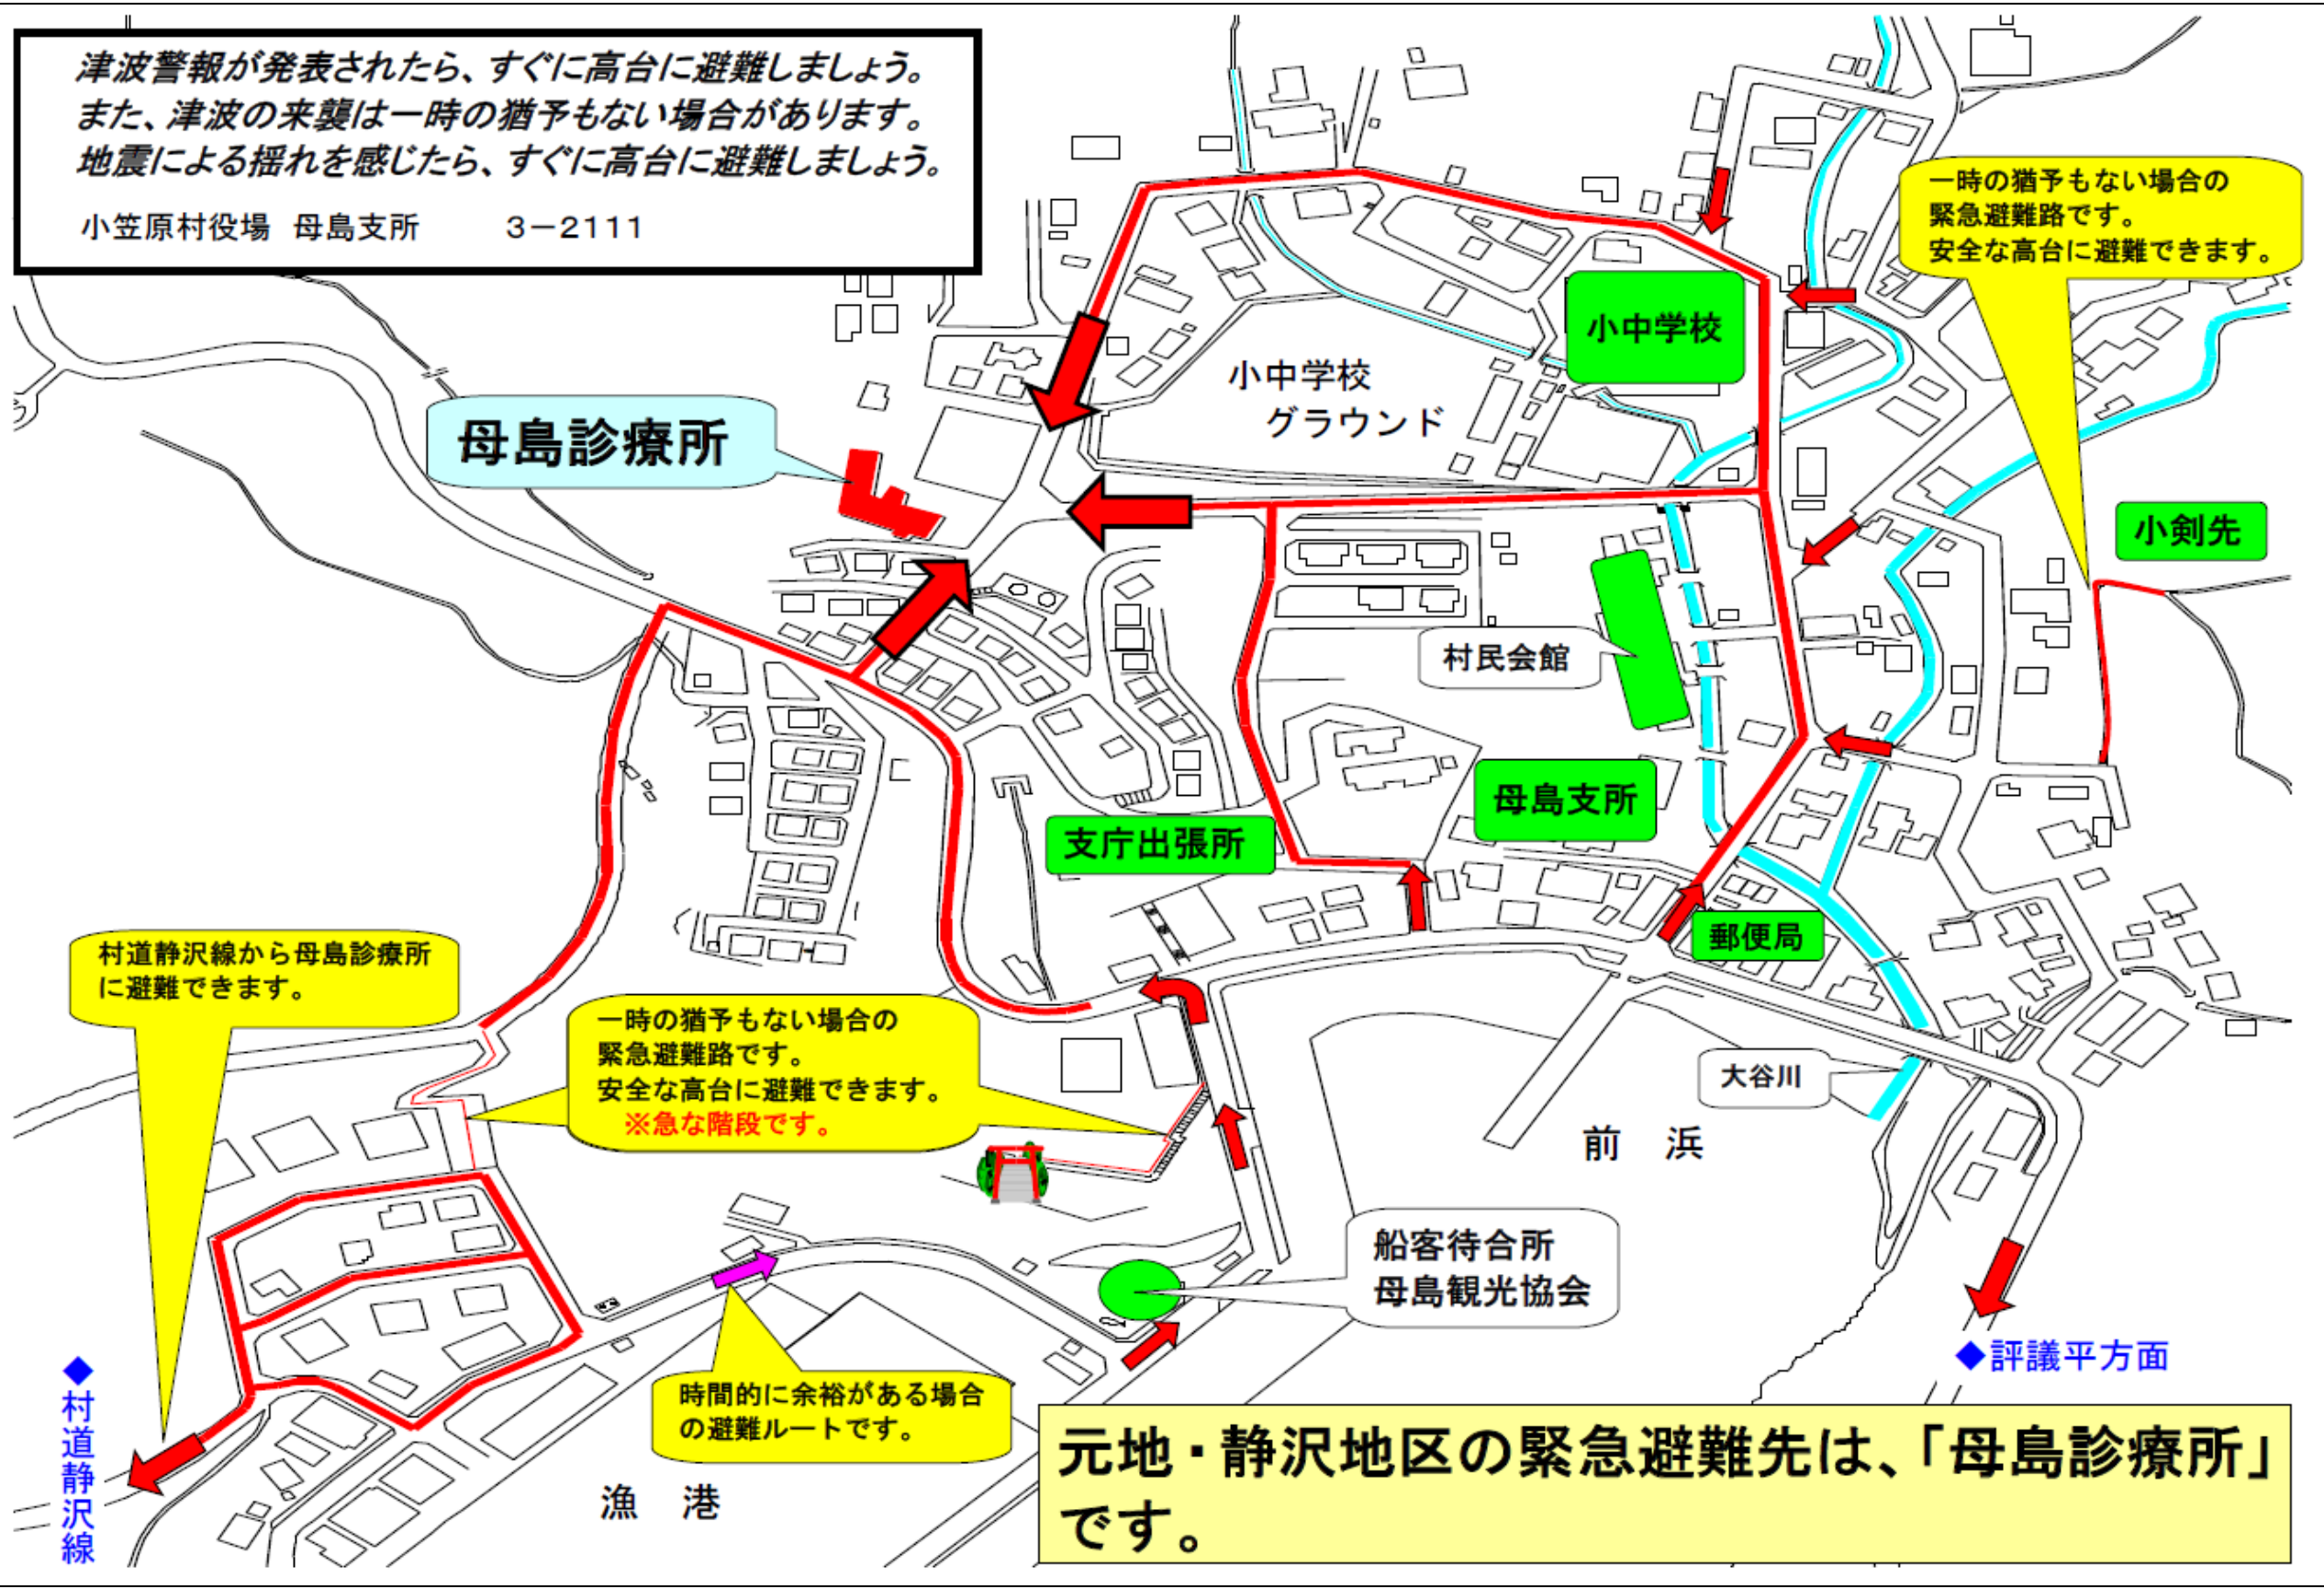 津波警報が発表されたら、すぐに高台に避難しましょう。
また、津波の来襲は一時の猶予もない場合があります。
地震による揺れを感じたら、すぐに高台に避難しましょう。
小笠原村役場 母島支所 3－2111
一時の猶予もない場合の
緊急避難路です。
安全な高台に避難できます。
小中学校
小中学校
グラウンド
母島診療所
小剣先
村民会館
母島支所
支庁出張所
郵便局
村道静沢線から母島診療所
に避難できます。
一時の猶予もない場合の
緊急避難路です。
安全な高台に避難できます。
※急な階段です。
大谷川
前 浜
船客待合所
母島観光協会
◆評議平方面
◆村道静沢線
時間的に余裕がある場合
の避難ルートです。
漁 港
元地・静沢地区の緊急避難先は、「母島診療所」
です。